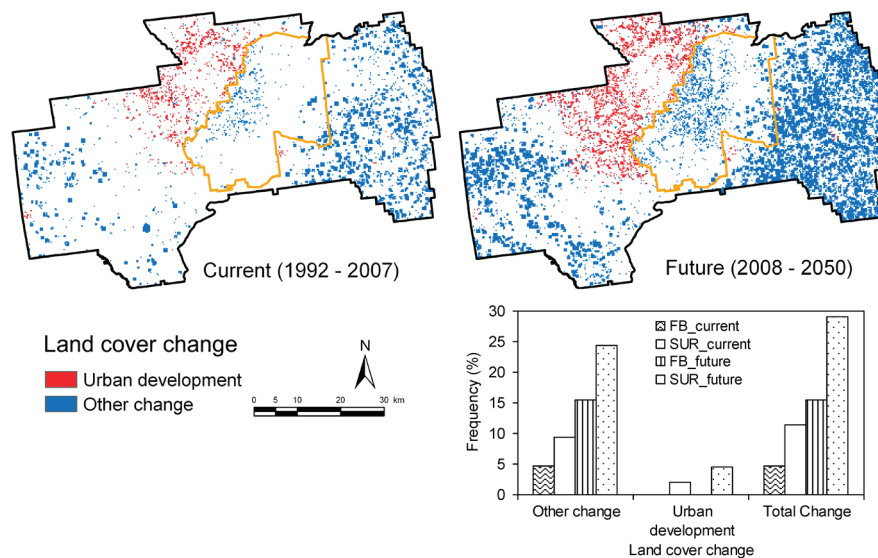 Current (1992 - 2007)
Future (2008 - 2050)
Land cover change
Urban development
Other change
N
0 5 10 20 30 km
30
25
20
15
10
5
0
Frequency (%)
FB_current
SUR_current
FB_future
SUR_future
Other change
Urban
development
Total Change
Land cover change